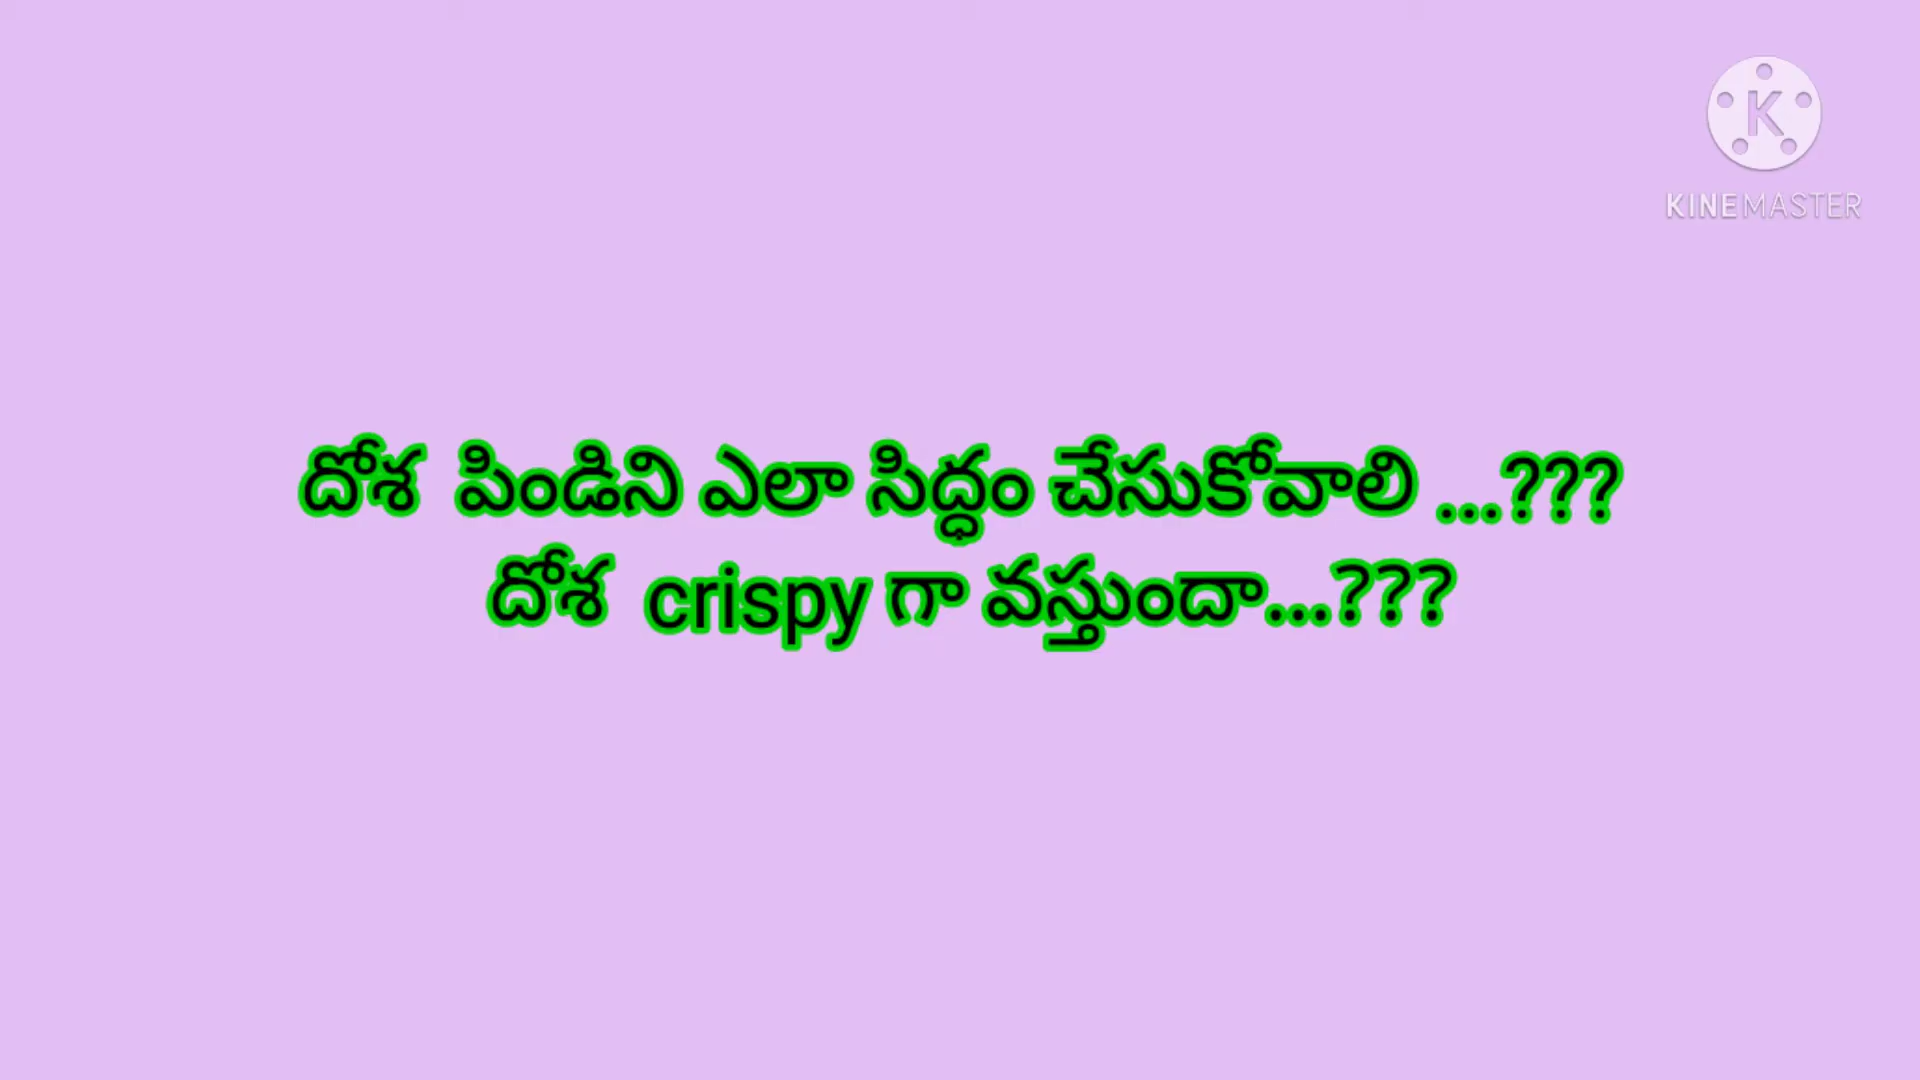 KINEMASTER
దోశ పిండిని ఎలా సిద్ధం చేసుకోవాలి ...???
దోశ crispy గా వస్తుందా...???